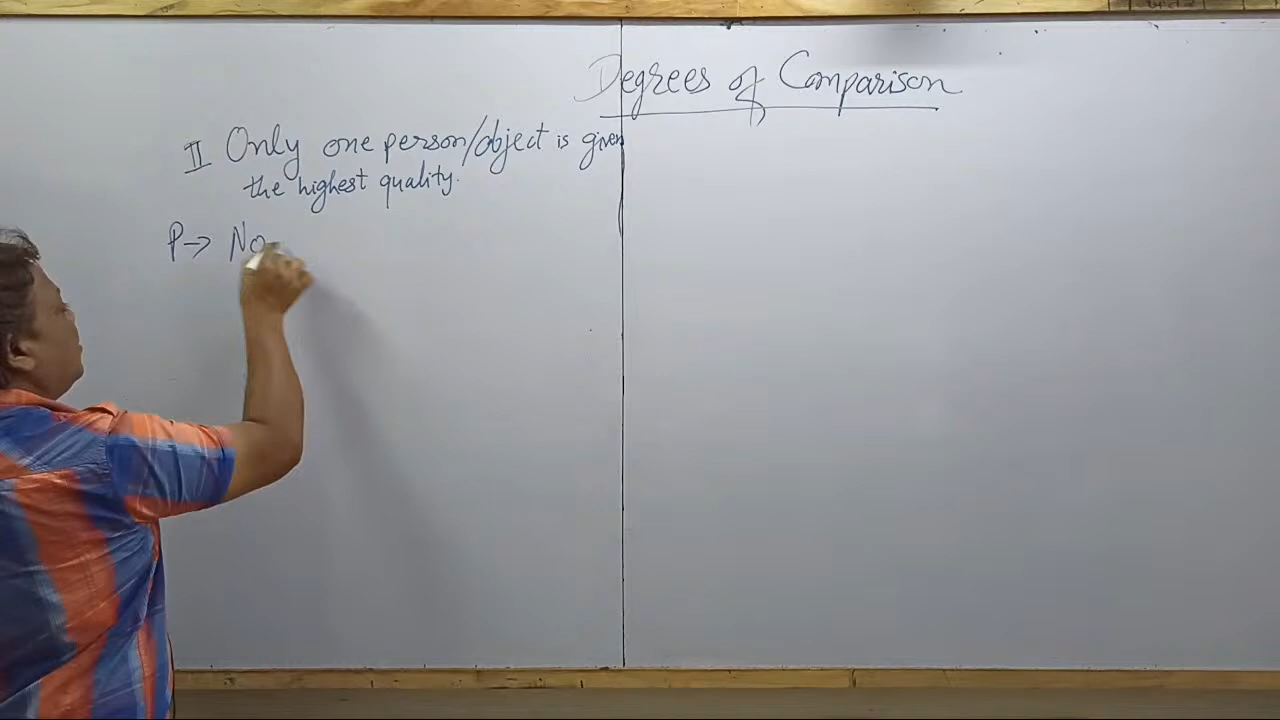 Degrees of Comparison
II Only one person/object is given
the highest quality.
P→ No